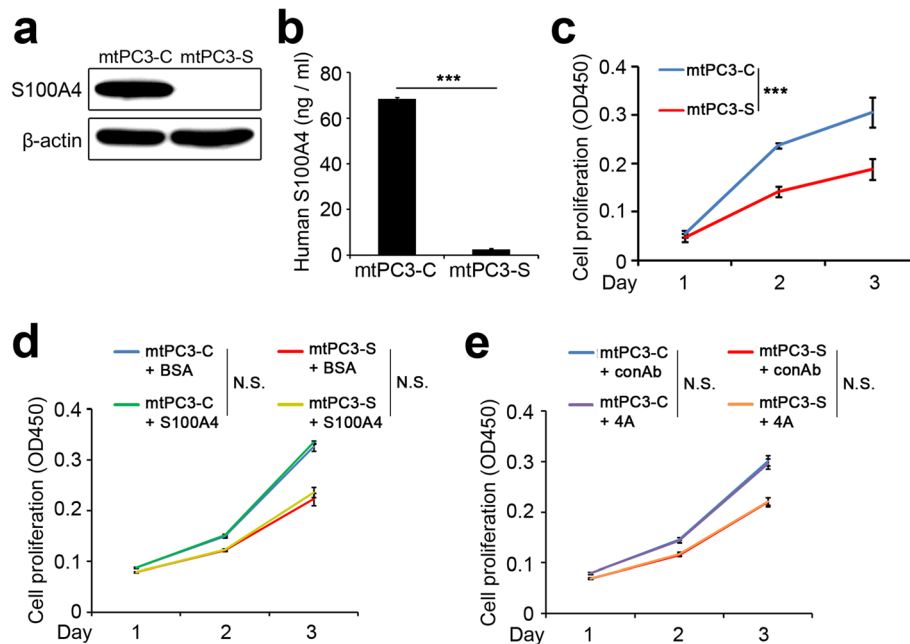 a
mtPC3-C mtPC3-S
S100A4
β-actin
b
Human S100A4 (ng / ml)
80
60
40
20
0
***
mtPC3-C mtPC3-S
c
Cell proliferation (OD450)
0.4
0.3
0.2
0.1
0
mtPC3-C
mtPC3-S
***
Day 1 2 3
d
mtPC3-C
+ BSA
mtPC3-C
+ S100A4
N.S.
mtPC3-S
+ BSA
mtPC3-S
+ S100A4
N.S.
Cell proliferation (OD450)
0.4
0.3
0.2
0.1
0
Day 1 2 3
e
mtPC3-C
+ conAb
mtPC3-C
+ 4A
N.S.
mtPC3-S
+ conAb
mtPC3-S
+ 4A
N.S.
Cell proliferation (OD450)
0.4
0.3
0.2
0.1
0
Day 1 2 3